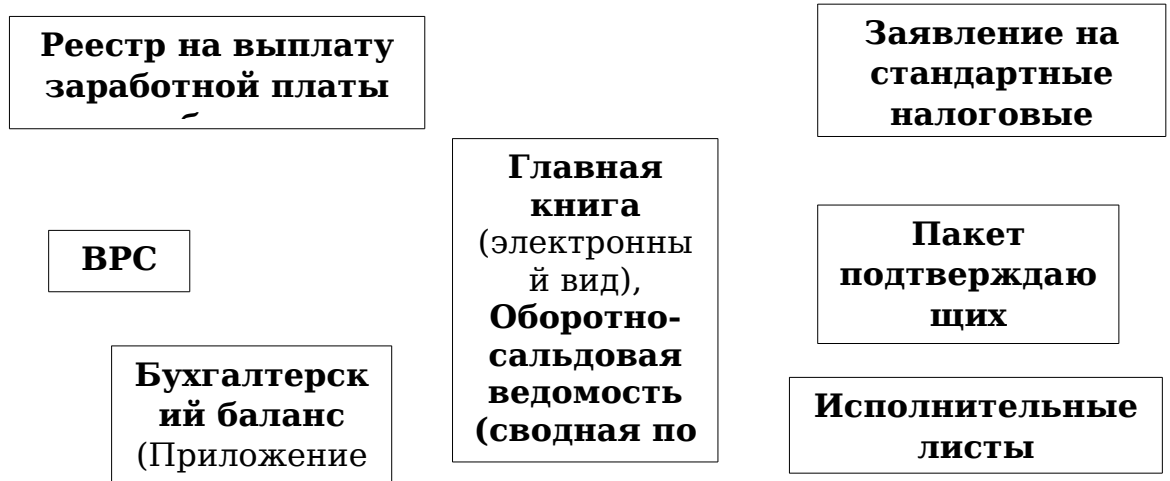 Реестр на выплату
заработной платы
Заявление на
стандартные
налоговые
Главная
книга
(электронны
й вид),
Оборотно-
сальдовая
ведомость
(сводная по
ВРС
Пакет
подтверждаю
щих
Бухгалтерск
ий баланс
(Приложение
Исполнительные
листы